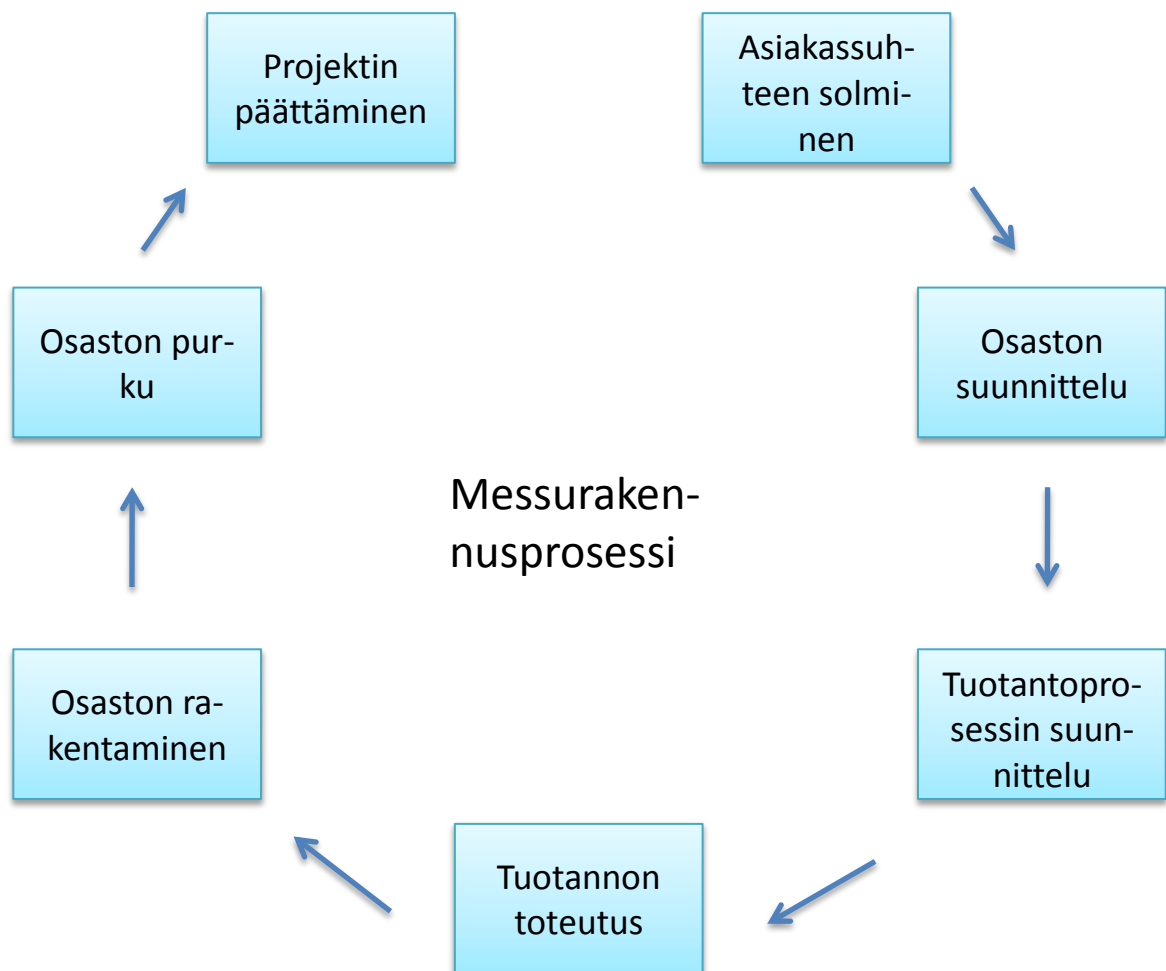 Projektin
päättäminen
Asiakassuh-
teen solmi-
nen
Osaston pur-
ku
Osaston
suunnittelu
Messuraken-
nusprosessi
Osaston ra-
kentaminen
Tuotantopro-
sessin suun-
nittelu
Tuotannon
toteutus